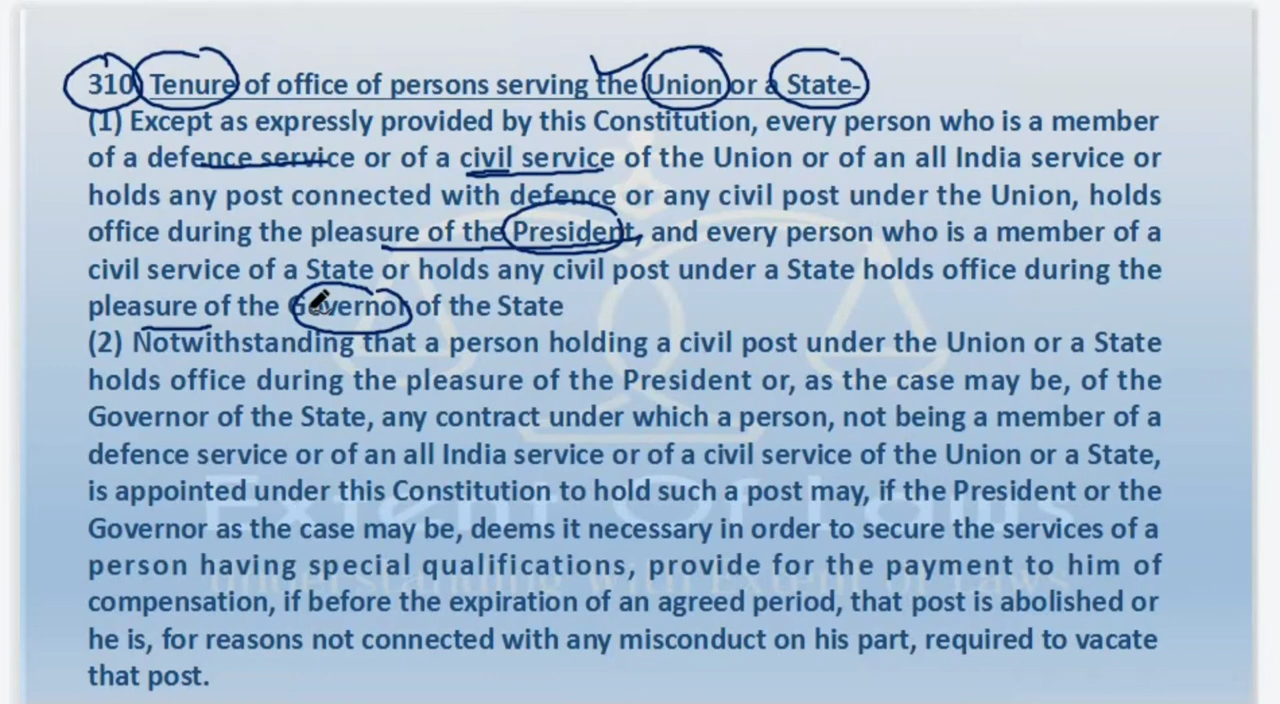 310 Tenure of office of persons serving the Union or a State-
(1) Except as expressly provided by this Constitution, every person who is a member
of a defence service or of a civil service of the Union or of an all India service or
holds any post connected with defence or any civil post under the Union, holds
office during the pleasure of the President, and every person who is a member of a
civil service of a State or holds any civil post under a State holds office during the
pleasure of the Governor of the State
(2) Notwithstanding that a person holding a civil post under the Union or a State
holds office during the pleasure of the President or, as the case may be, of the
Governor of the State, any contract under which a person, not being a member of a
defence service or of an all India service or of a civil service of the Union or a State,
is appointed under this Constitution to hold such a post may, if the President or the
Governor as the case may be, deems it necessary in order to secure the services of a
person having special qualifications, provide for the payment to him of
compensation, if before the expiration of an agreed period, that post is abolished or
he is, for reasons not connected with any misconduct on his part, required to vacate
that post.
Extent Of Laws
understanding With Extent of Laws